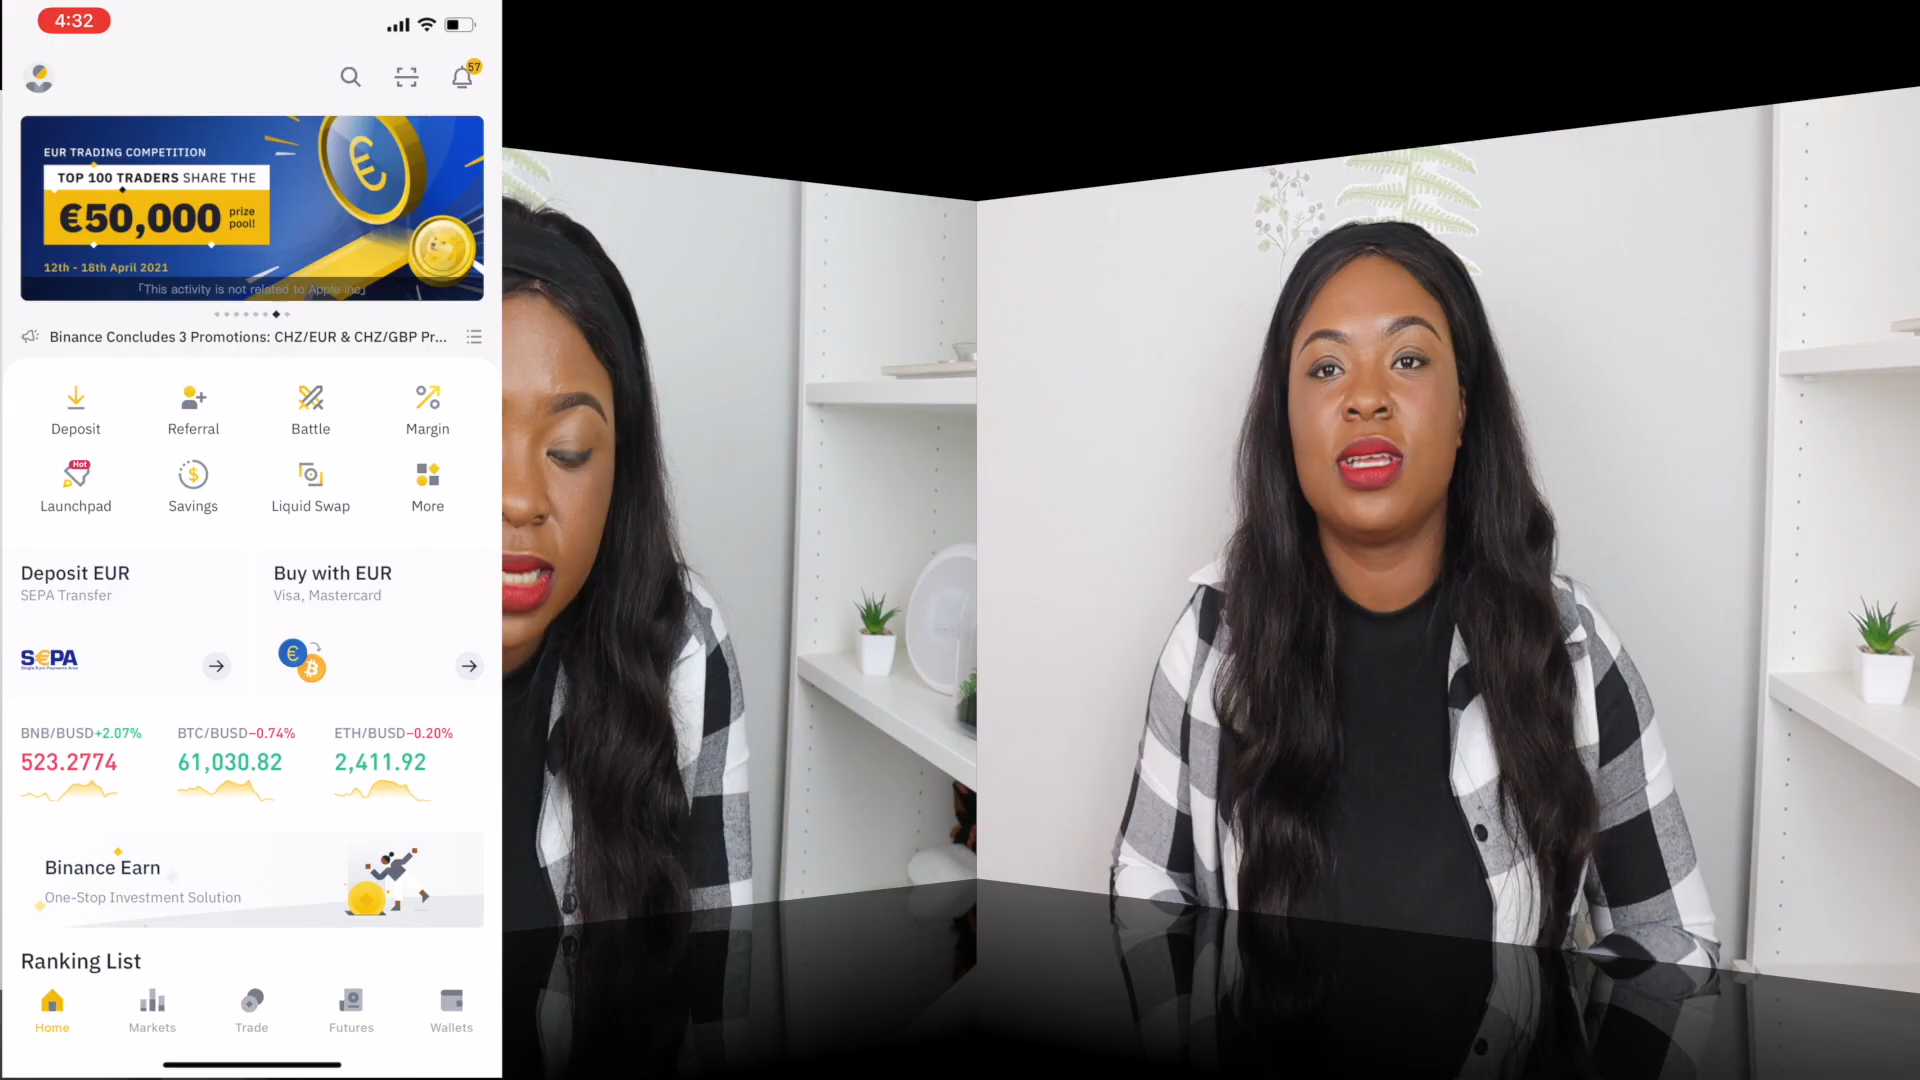 4:32
57
EUR TRADING COMPETITION
TOP 100 TRADERS SHARE THE
€50,000 prize pool!
12th - 18th April 2021
「This activity is not related to Apple Inc」
Binance Concludes 3 Promotions: CHZ/EUR & CHZ/GBP Pr...
Deposit Referral Battle Margin
Hot
Launchpad Savings Liquid Swap More
Deposit EUR
SEPA Transfer
SEPA
Buy with EUR
Visa, Mastercard
BNB/BUSD+2.07% BTC/BUSD−0.74% ETH/BUSD−0.20%
523.2774 61,030.82 2,411.92
Binance Earn
One-Stop Investment Solution
Ranking List
Home Markets Trade Futures Wallets